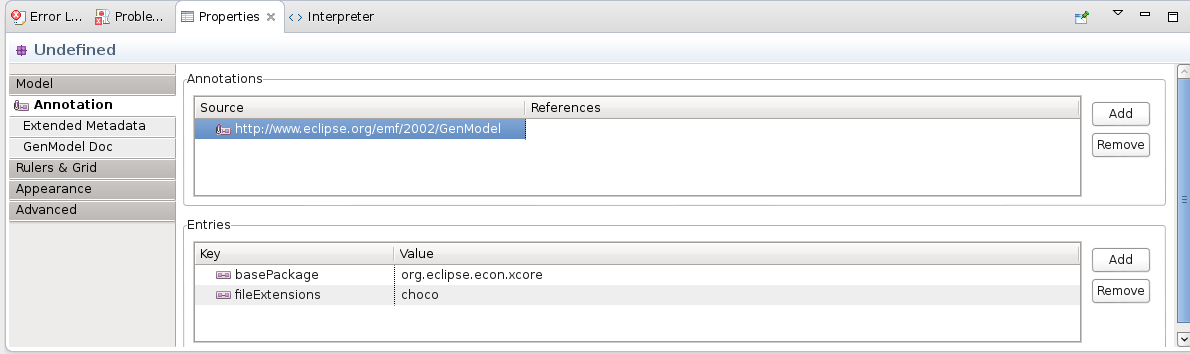 Error L... Proble... Properties Interpreter
Undefined
Model
Annotation
Extended Metadata
GenModel Doc
Rulers & Grid
Appearance
Advanced
Annotations
Source References
http://www.eclipse.org/emf/2002/GenModel
Add
Remove
Entries
Key Value
basePackage org.eclipse.econ.xcore
fileExtensions choco
Add
Remove